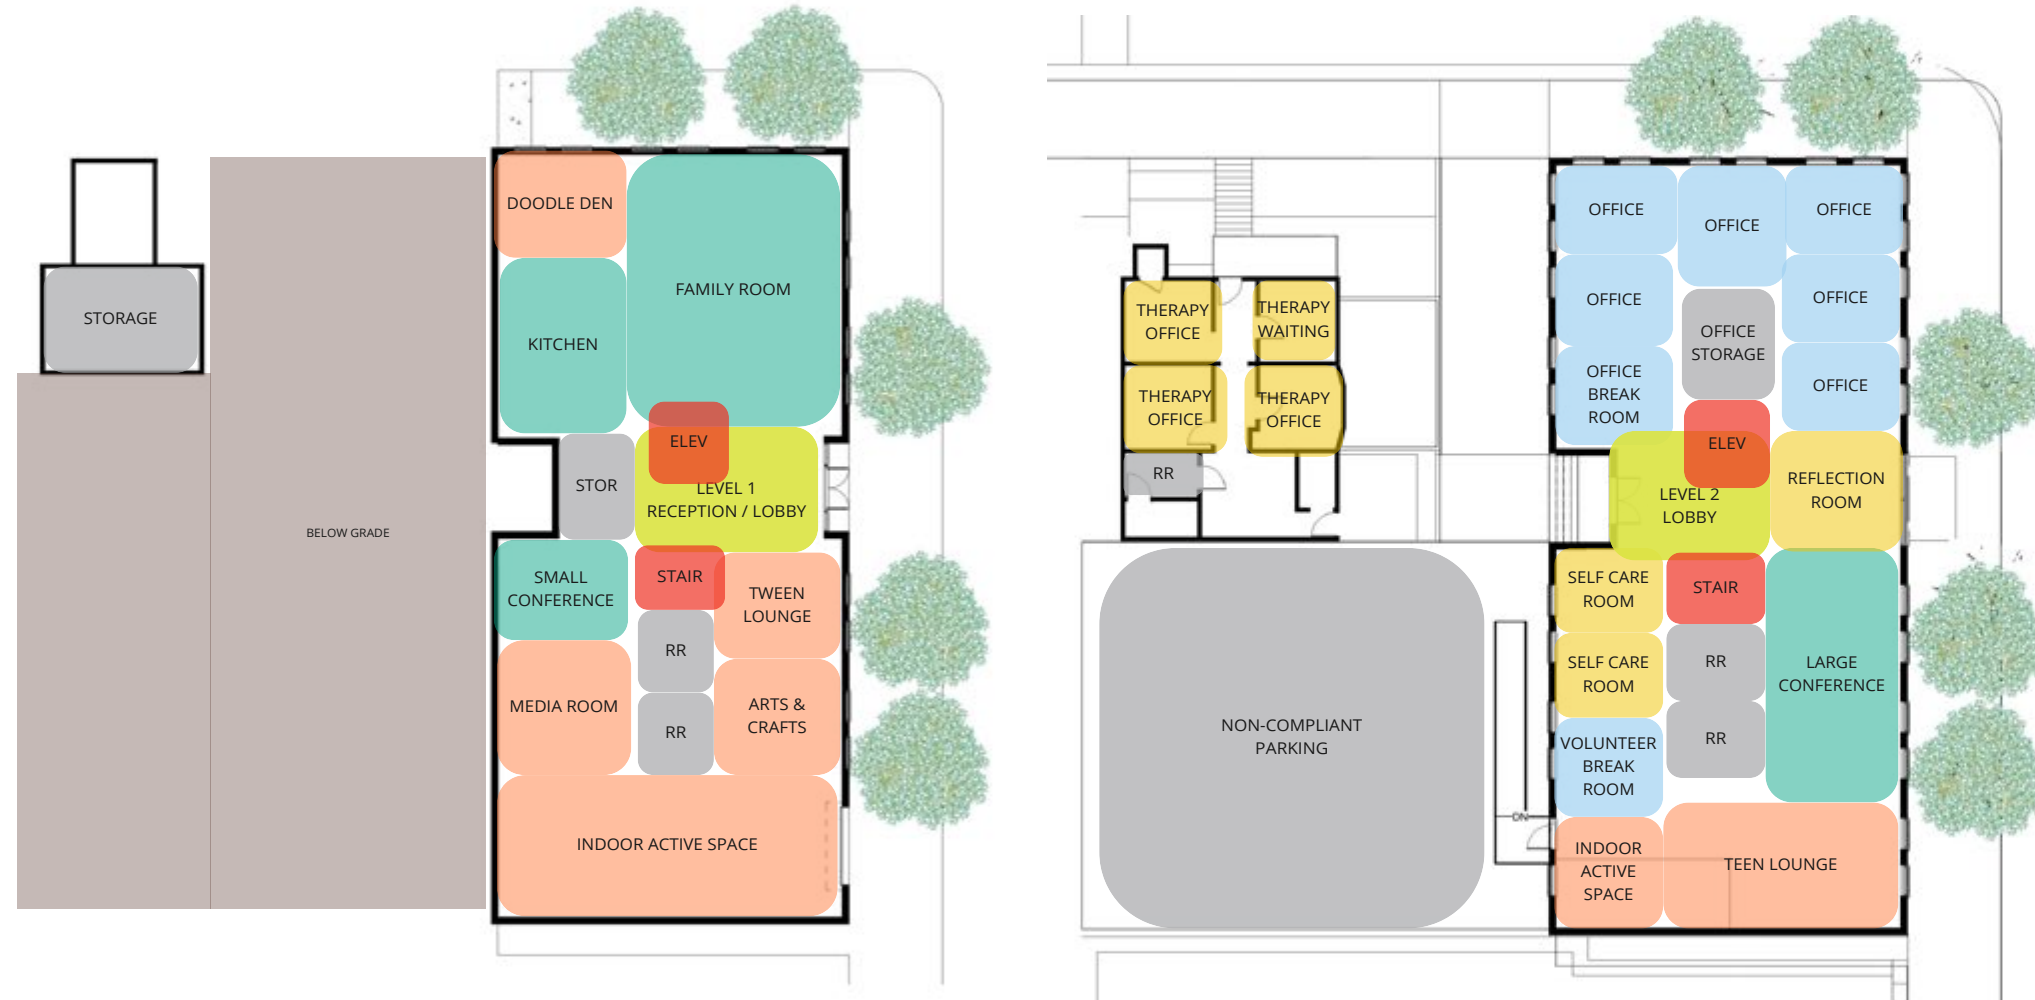 DOODLE DEN
FAMILY ROOM
STORAGE
KITCHEN
ELEV
STOR
LEVEL 1
RECEPTION / LOBBY
BELOW GRADE
SMALL
CONFERENCE
STAIR
TWEEN
LOUNGE
RR
MEDIA ROOM
ARTS &
CRAFTS
RR
INDOOR ACTIVE SPACE
THERAPY
OFFICE
THERAPY
WAITING
THERAPY
OFFICE
THERAPY
OFFICE
RR
NON-COMPLIANT
PARKING
DN
OFFICE
OFFICE
OFFICE
OFFICE
OFFICE
OFFICE
STORAGE
OFFICE
BREAK
ROOM
OFFICE
ELEV
LEVEL 2
LOBBY
REFLECTION
ROOM
SELF CARE
ROOM
STAIR
SELF CARE
ROOM
RR
LARGE
CONFERENCE
RR
VOLUNTEER
BREAK
ROOM
INDOOR
ACTIVE
SPACE
TEEN LOUNGE